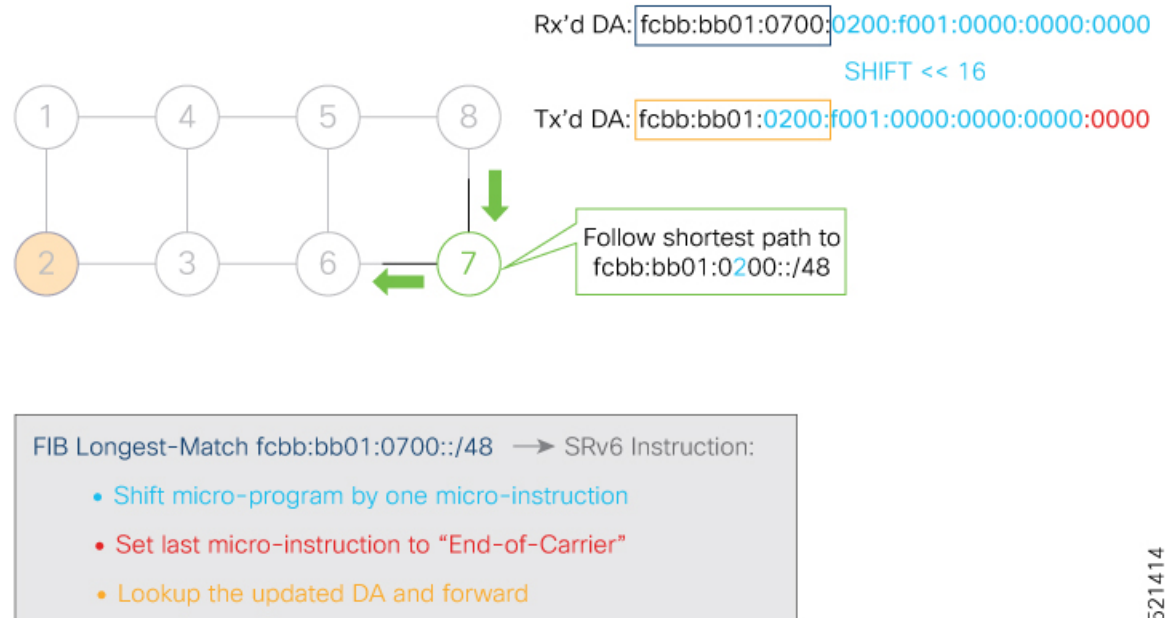 Rx'd DA: fcbb:bb01:0700:0200:f001:0000:0000:0000
SHIFT << 16
Tx'd DA: fcbb:bb01:0200:f001:0000:0000:0000:0000
1
4
5
8
2
3
6
7
Follow shortest path to
fcbb:bb01:0200::/48
FIB Longest-Match fcbb:bb01:0700::/48 → SRv6 Instruction:
• Shift micro-program by one micro-instruction
• Set last micro-instruction to “End-of-Carrier”
• Lookup the updated DA and forward
521414